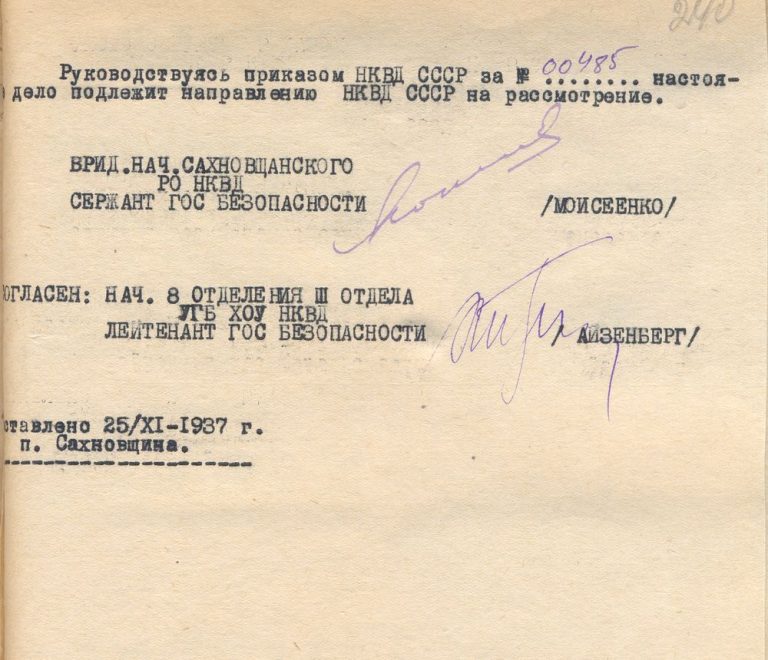 240
Руководствуясь приказом НКВД СССР за № 00485 ......... настоя-
дело подлежит направлению НКВД СССР на рассмотрение.
ВРИД.НАЧ.САХНОВЩАНСКОГО
РО НКВД
СЕРЖАНТ ГОС БЕЗОПАСНОСТИ /МОИСЕЕНКО/
ОГЛАСЕН: НАЧ. 8 ОТДЕЛЕНИЯ III ОТДЕЛА
УГБ ХОУ НКВД
ЛЕЙТЕНАНТ ГОС БЕЗОПАСНОСТИ / АЙЗЕНБЕРГ/
ставлено 25/XI-1937 г.
п. Сахновщина.